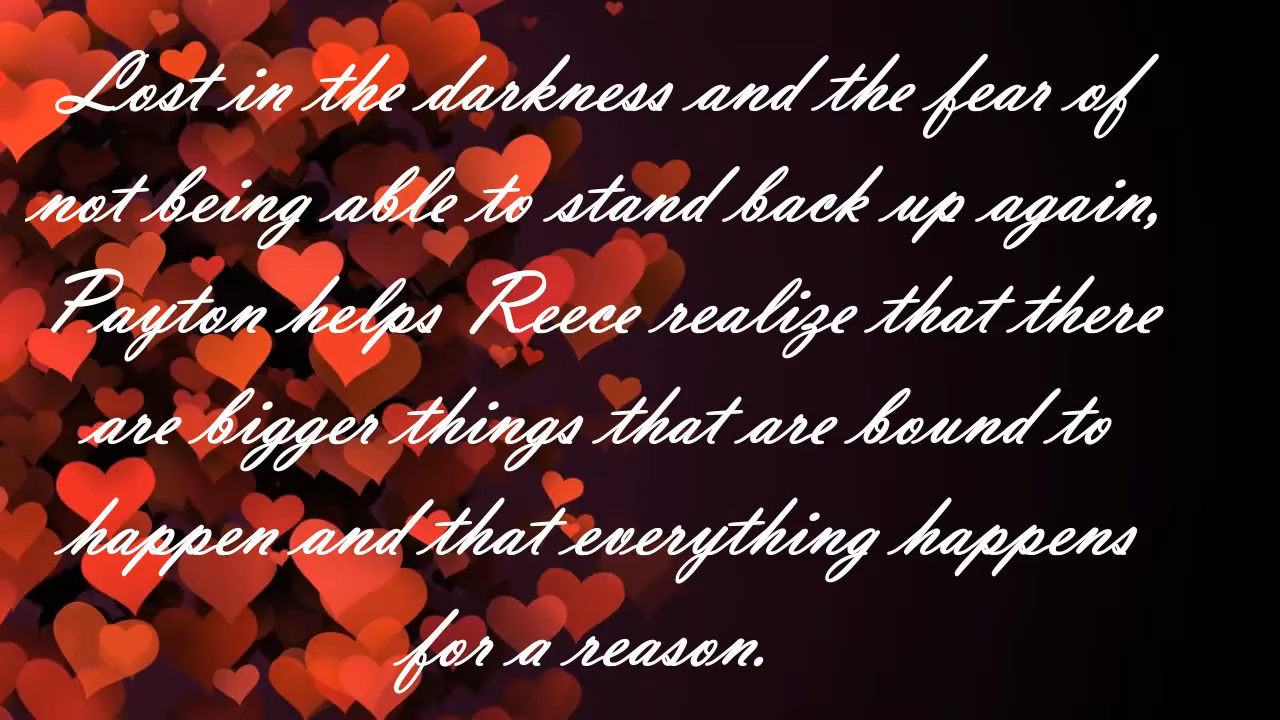 Lost in the darkness and the fear of
not being able to stand back up again,
Payton helps Reece realize that there
are bigger things that are bound to
happen and that everything happens
for a reason.